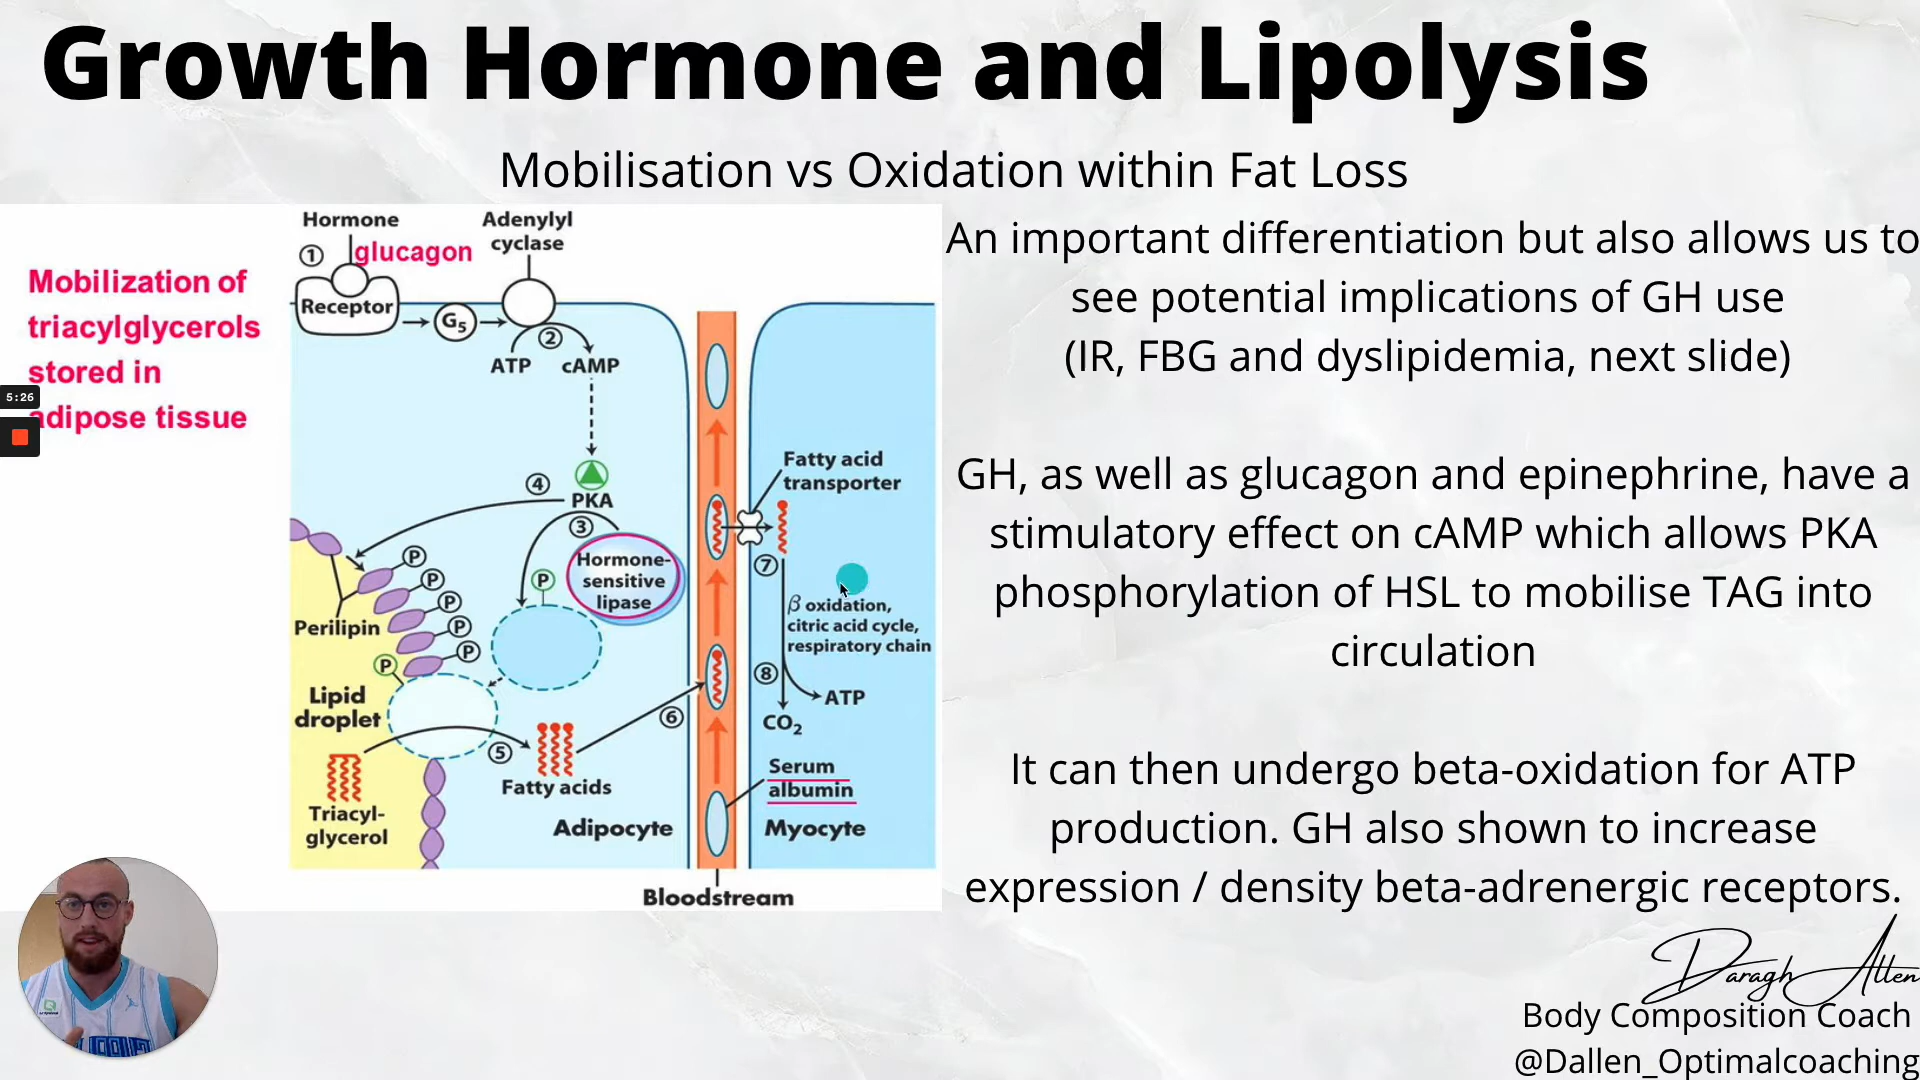 Growth Hormone and Lipolysis
Mobilisation vs Oxidation within Fat Loss
Mobilization of
triacylglycerols
stored in
adipose tissue
5:26
Hormone
glucagon
Adenylyl
cyclase
1
Receptor
G5
2
ATP
cAMP
4
PKA
3
Hormone-
sensitive
lipase
P
P
P
P
P
P
P
Perilipin
Lipid
droplet
5
6
Fatty acids
Triacyl-
glycerol
Adipocyte
Fatty acid
transporter
7
β oxidation,
citric acid cycle,
respiratory chain
8
ATP
CO2
Serum
albumin
Myocyte
Bloodstream
An important differentiation but also allows us to
see potential implications of GH use
(IR, FBG and dyslipidemia, next slide)
GH, as well as glucagon and epinephrine, have a
stimulatory effect on cAMP which allows PKA
phosphorylation of HSL to mobilise TAG into
circulation
It can then undergo beta-oxidation for ATP
production. GH also shown to increase
expression / density beta-adrenergic receptors.
Daragh Allen
Body Composition Coach
@Dallen_Optimalcoaching